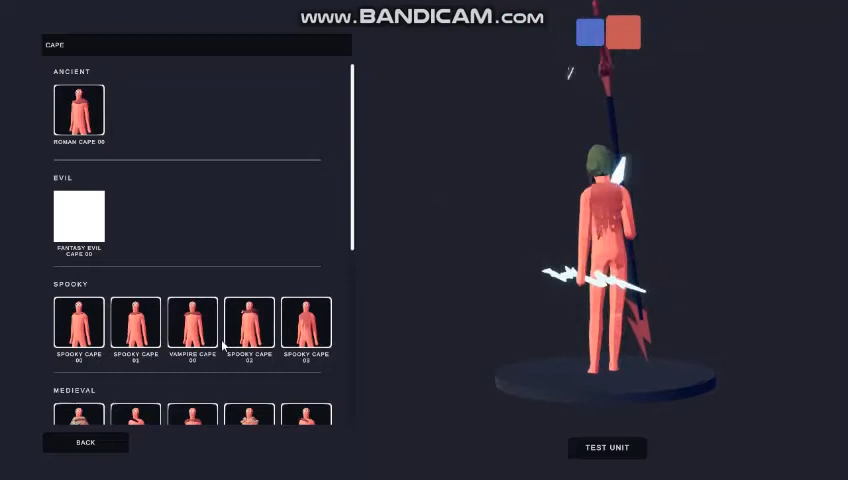 www.BANDICAM.com
CAPE
ANCIENT
ROMAN CAPE 00
EVIL
FANTASY EVIL
CAPE 00
SPOOKY
SPOOKY CAPE
00
SPOOKY CAPE
01
VAMPIRE CAPE
00
SPOOKY CAPE
02
SPOOKY CAPE
03
MEDIEVAL
BACK
TEST UNIT